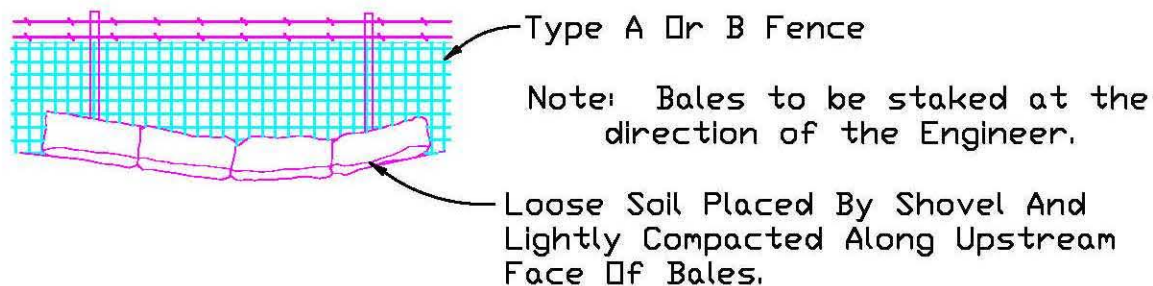 Type A Or B Fence
Note: Bales to be staked at the
direction of the Engineer.
Loose Soil Placed By Shovel And
Lightly Compacted Along Upstream
Face Of Bales.